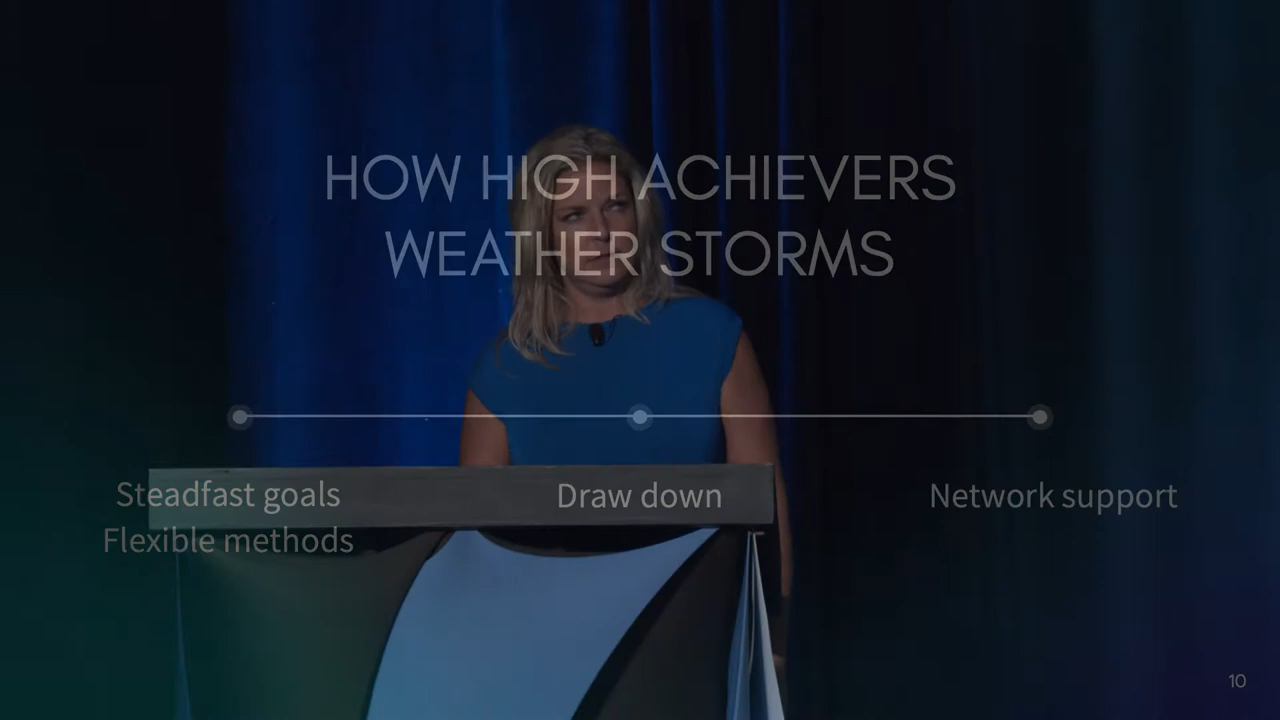 HOW HIGH ACHIEVERS
WEATHER STORMS
Steadfast goals
Draw down
Network support
Flexible methods
10